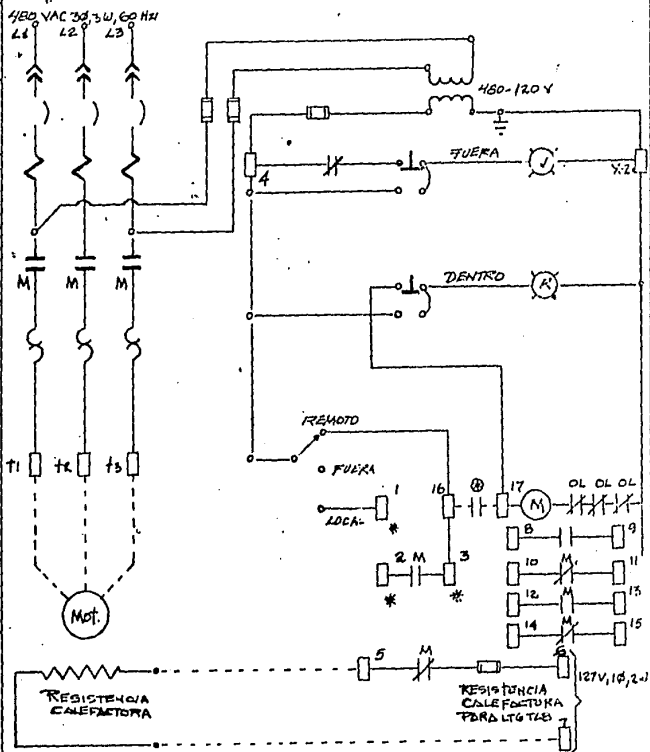 480 VAC 3Ø, 3W, 60 HZ
L1 L2 L3
480-120 V
4
FUERA
V
X-2
M M M
DENTRO
R
REMOTO
FUERA
LOCAL
1
*
16
17
M
OL OL OL
t1 t2 t3
2 M 3
* *
8 9
10 M 11
12 M 13
14 M 15
Mot.
5 M 6
127V, 1Ø, 2
RESISTENCIA
CALEFACTORA
RESISTENCIA
CALEFACTORA
7